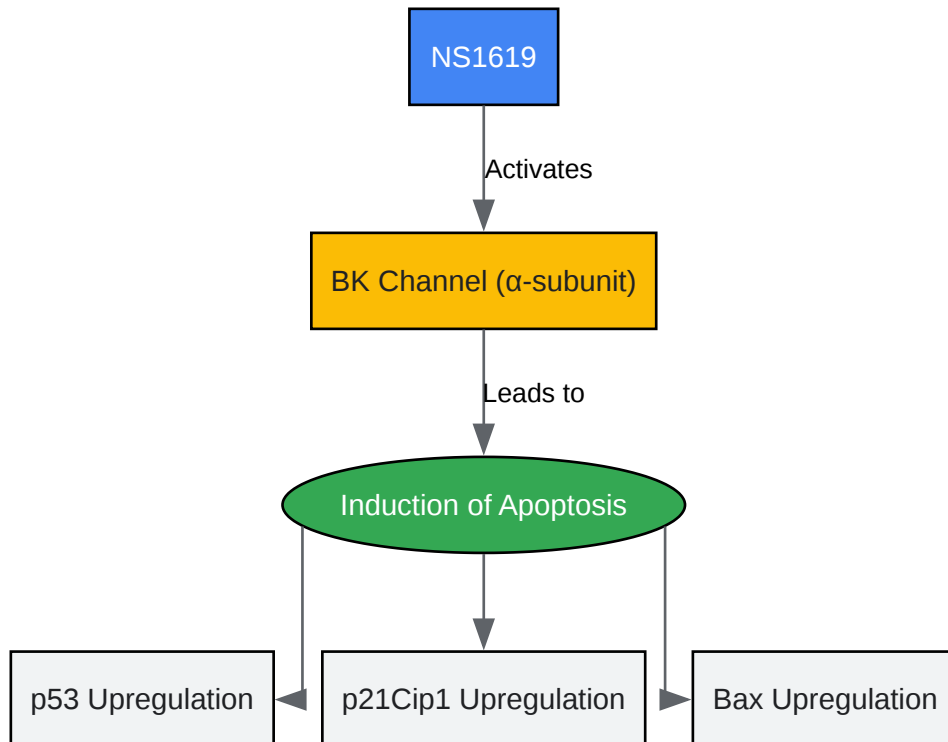 NS1619
Activates
BK Channel (α-subunit)
Leads to
Induction of Apoptosis
p53 Upregulation
p21Cip1 Upregulation
Bax Upregulation